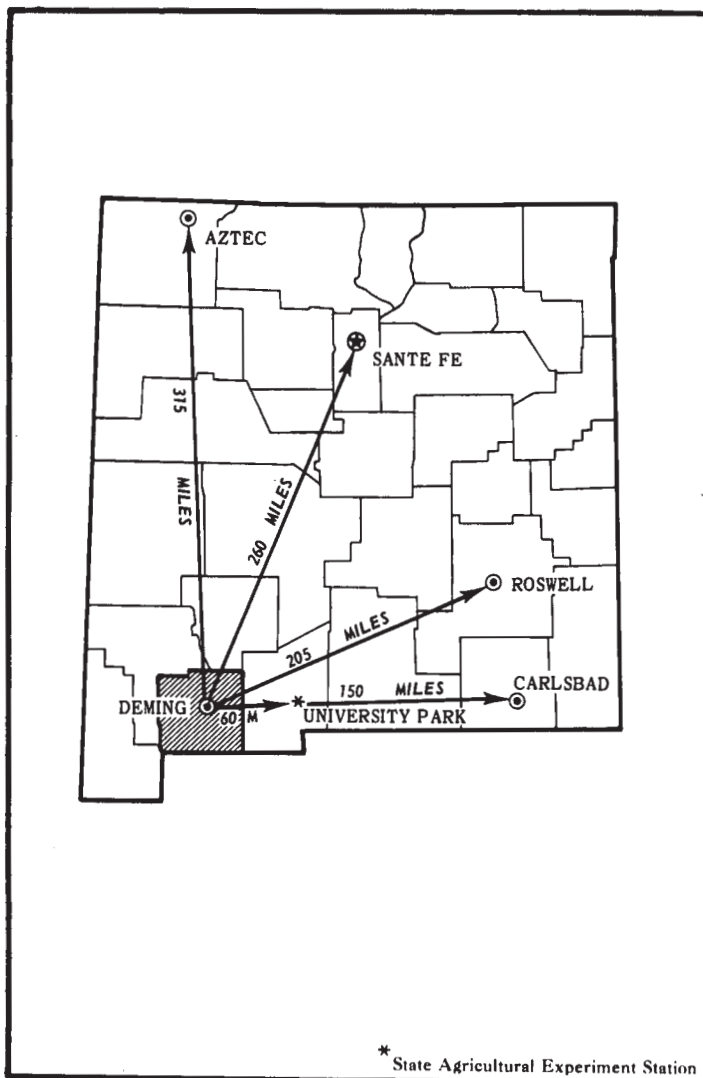 AZTEC
SANTE FE
315 MILES
260 MILES
ROSWELL
205 MILES
CARLSBAD
DEMING
60 M
* UNIVERSITY PARK
150 MILES
* State Agricultural Experiment Station